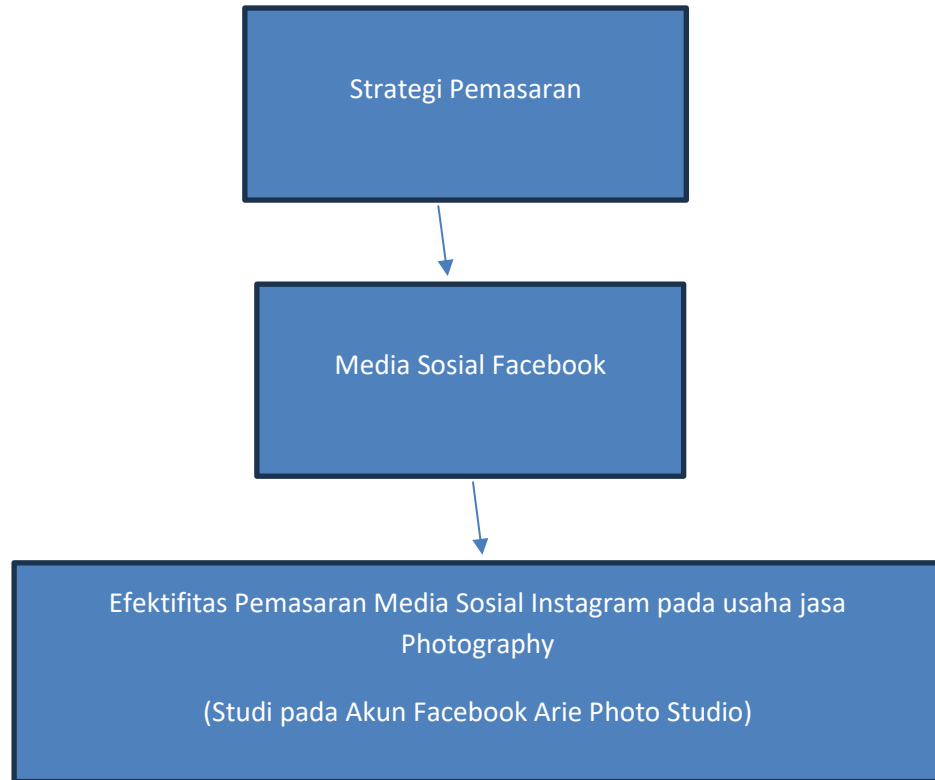 Strategi Pemasaran
Media Sosial Facebook
Efektifitas Pemasaran Media Sosial Instagram pada usaha jasa
Photography
(Studi pada Akun Facebook Arie Photo Studio)